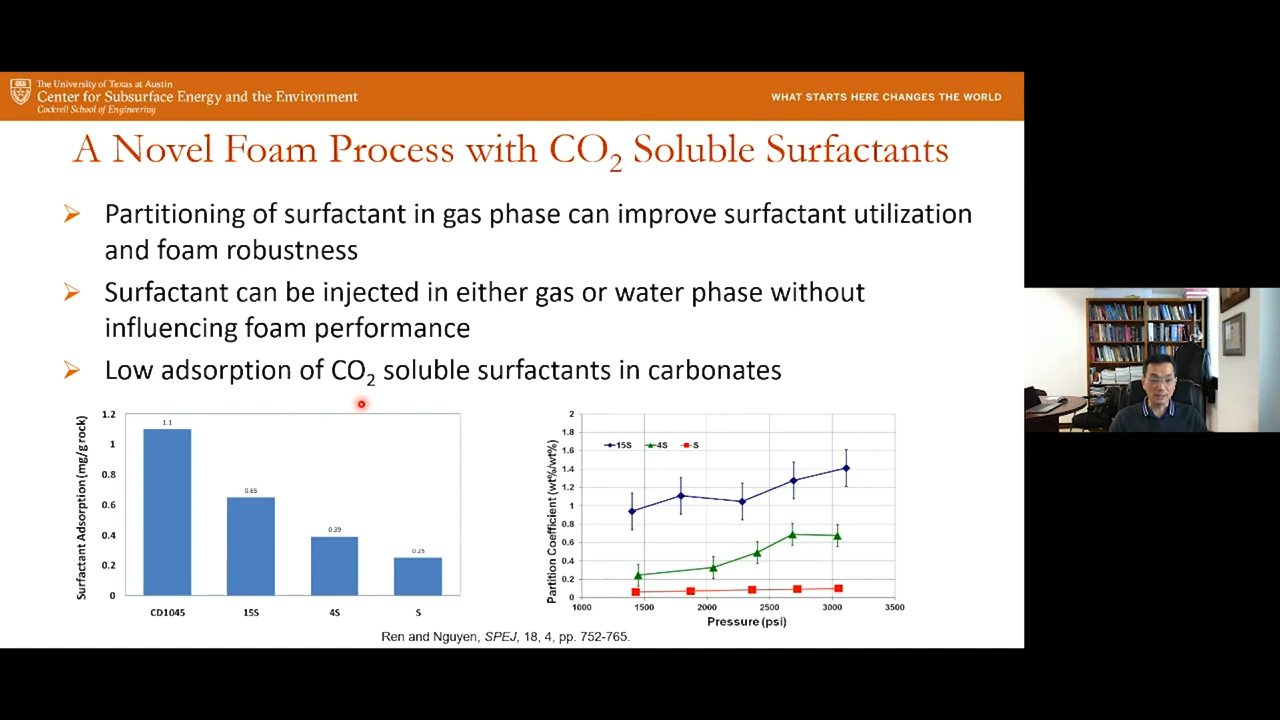 The University of Texas at Austin
Center for Subsurface Energy and the Environment
Cockrell School of Engineering
WHAT STARTS HERE CHANGES THE WORLD
A Novel Foam Process with CO2 Soluble Surfactants
Partitioning of surfactant in gas phase can improve surfactant utilization
and foam robustness
Surfactant can be injected in either gas or water phase without
influencing foam performance
Low adsorption of CO2 soluble surfactants in carbonates
Surfactant Adsorption (mg/g rock)
1.2
1
0.8
0.6
0.4
0.2
0
1.1
0.65
0.39
0.25
CD1045 15S 4S S
Partition Coefficient (wt%/wt%)
2
1.8
1.6
1.4
1.2
1
0.8
0.6
0.4
0.2
0
15S 4S S
1000 1500 2000 2500 3000 3500
Pressure (psi)
Ren and Nguyen, SPEJ, 18, 4, pp. 752-765.